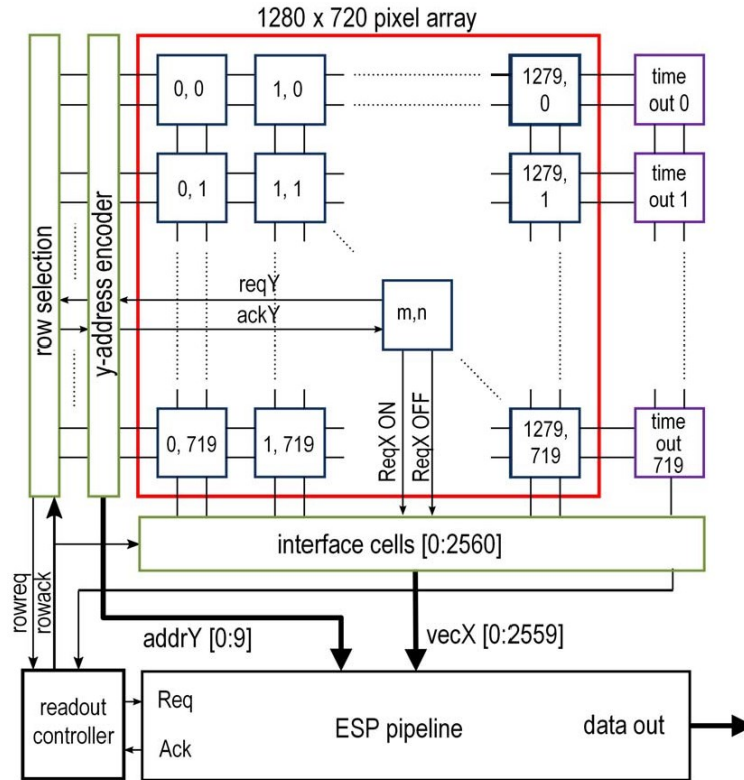 1280 x 720 pixel array
0, 0
1, 0
1279,
0
time
out 0
0, 1
1, 1
1279,
1
time
out 1
row selection
y-address encoder
reqY
ackY
m,n
ReqX ON
ReqX OFF
0, 719
1, 719
1279,
719
time
out
719
interface cells [0:2560]
rowreq
rowack
addrY [0:9]
vecX [0:2559]
readout
controller
Req
Ack
ESP pipeline
data out